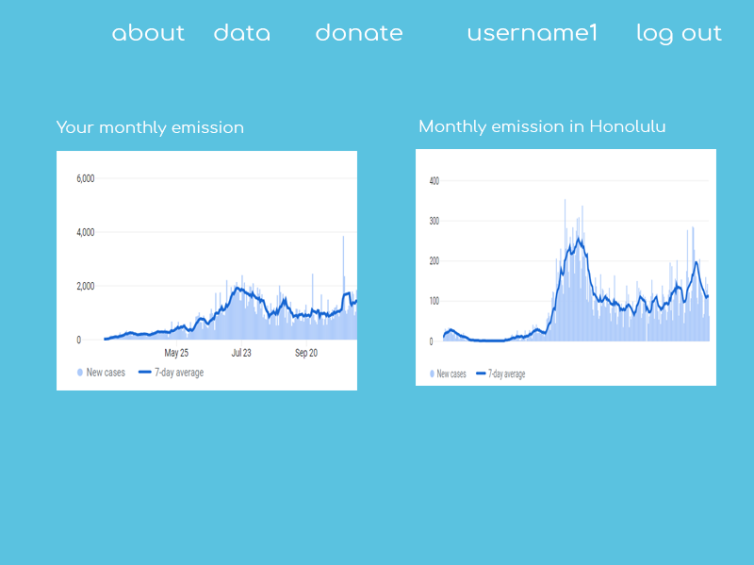 about data donate username1 log out
Your monthly emission
6,000
4,000
2,000
0
May 25 Jul 23 Sep 20
New cases 7-day average
Monthly emission in Honolulu
400
300
200
100
0
New cases 7-day average